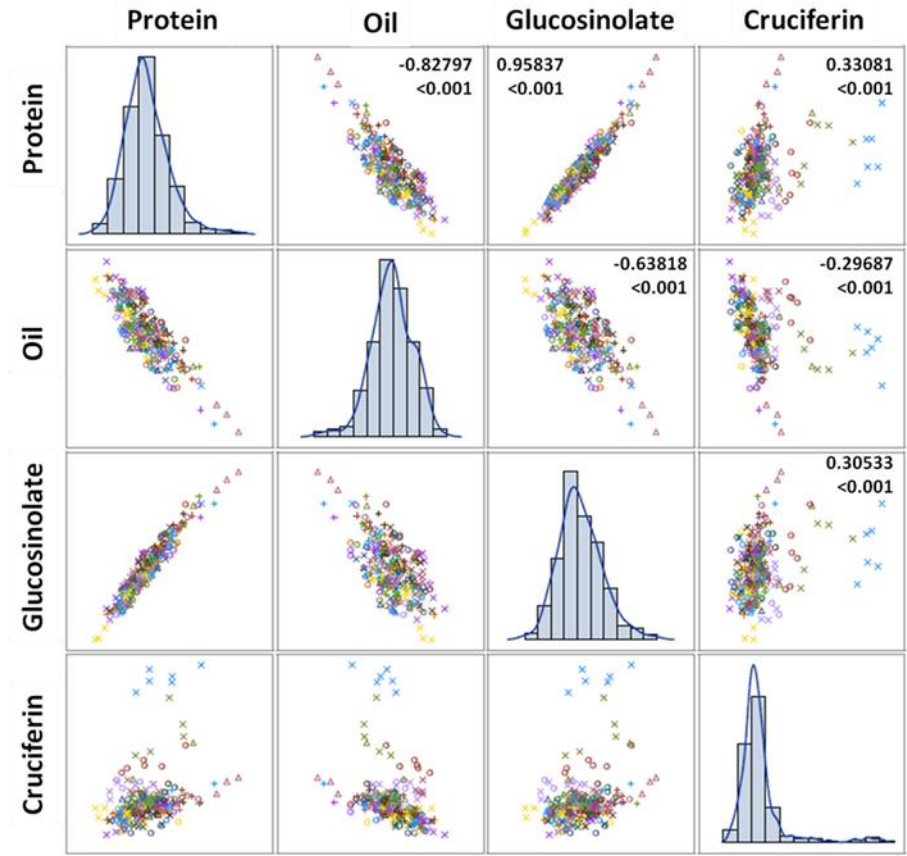 Protein
Oil
Glucosinolate
Cruciferin
Protein
-0.82797
<0.001
0.95837
<0.001
0.33081
<0.001
Oil
-0.63818
<0.001
-0.29687
<0.001
Glucosinolate
0.30533
<0.001
Cruciferin